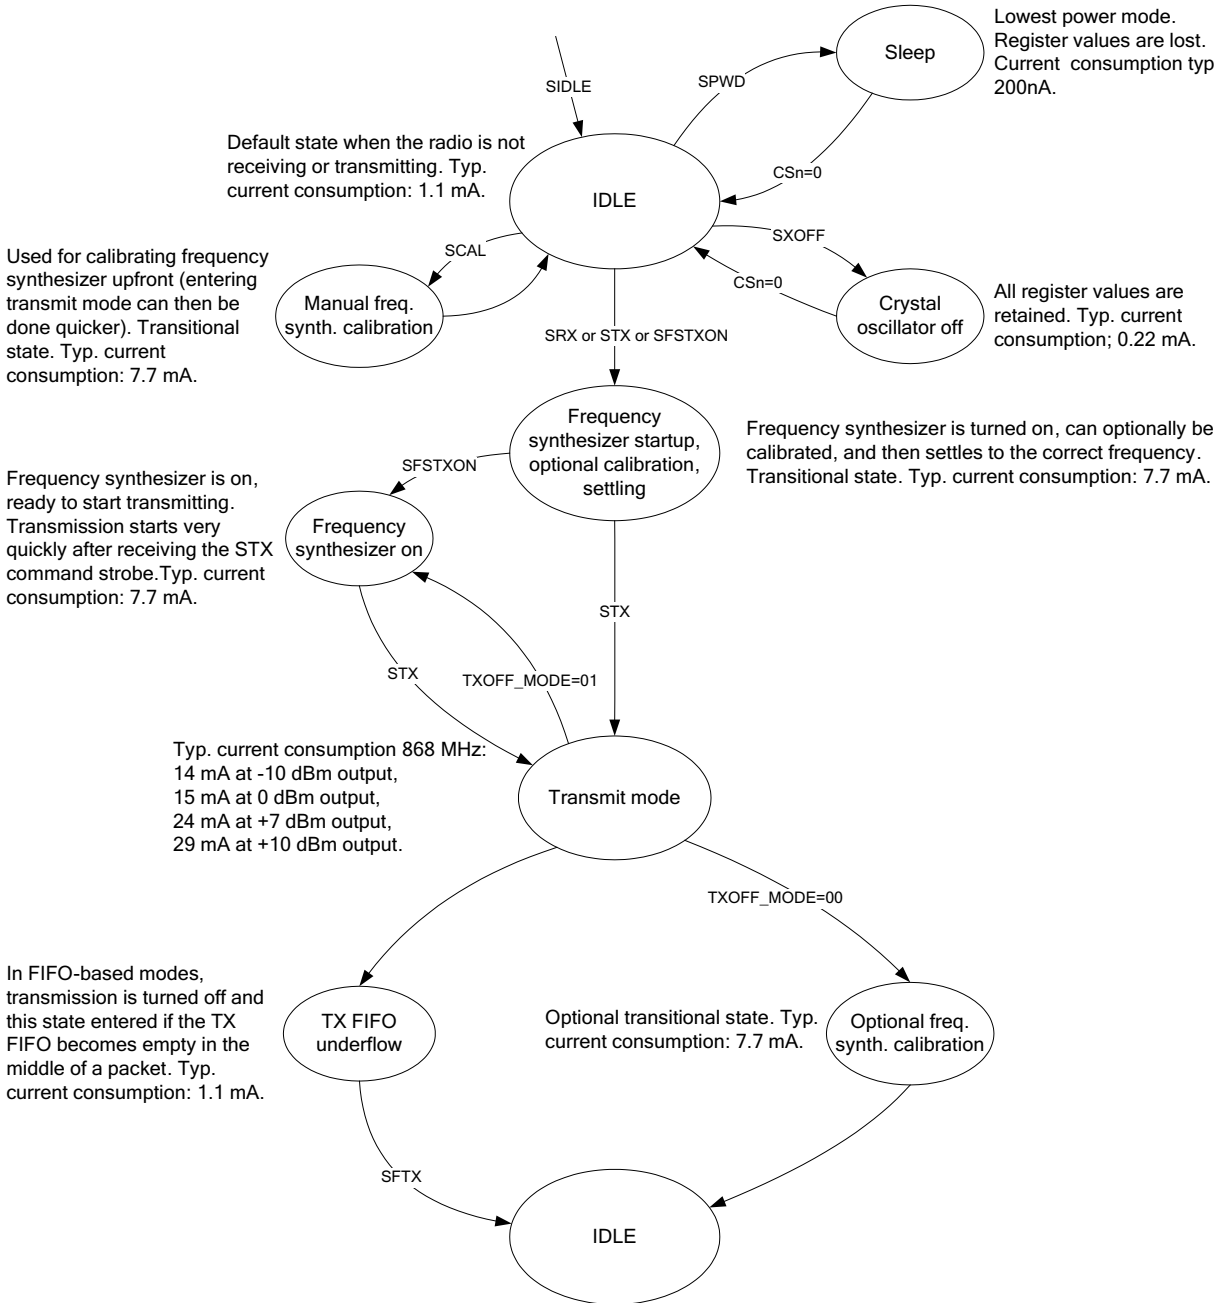 Lowest power mode.
Register values are lost.
Current consumption typ
200nA.
Sleep
SIDLE
SPWD
Default state when the radio is not
receiving or transmitting. Typ.
current consumption: 1.1 mA.
IDLE
CSn=0
SXOFF
SCAL
CSn=0
Used for calibrating frequency
synthesizer upfront (entering
transmit mode can then be
done quicker). Transitional
state. Typ. current
consumption: 7.7 mA.
Manual freq.
synth. calibration
Crystal
oscillator off
All register values are
retained. Typ. current
consumption; 0.22 mA.
SRX or STX or SFSTXON
Frequency
synthesizer startup,
optional calibration,
settling
Frequency synthesizer is turned on, can optionally be
calibrated, and then settles to the correct frequency.
Transitional state. Typ. current consumption: 7.7 mA.
SFSTXON
Frequency synthesizer is on,
ready to start transmitting.
Transmission starts very
quickly after receiving the STX
command strobe.Typ. current
consumption: 7.7 mA.
Frequency
synthesizer on
STX
STX
TXOFF_MODE=01
Typ. current consumption 868 MHz:
14 mA at -10 dBm output,
15 mA at 0 dBm output,
24 mA at +7 dBm output,
29 mA at +10 dBm output.
Transmit mode
TXOFF_MODE=00
In FIFO-based modes,
transmission is turned off and
this state entered if the TX
FIFO becomes empty in the
middle of a packet. Typ.
current consumption: 1.1 mA.
TX FIFO
underflow
Optional transitional state. Typ.
current consumption: 7.7 mA.
Optional freq.
synth. calibration
SFTX
IDLE